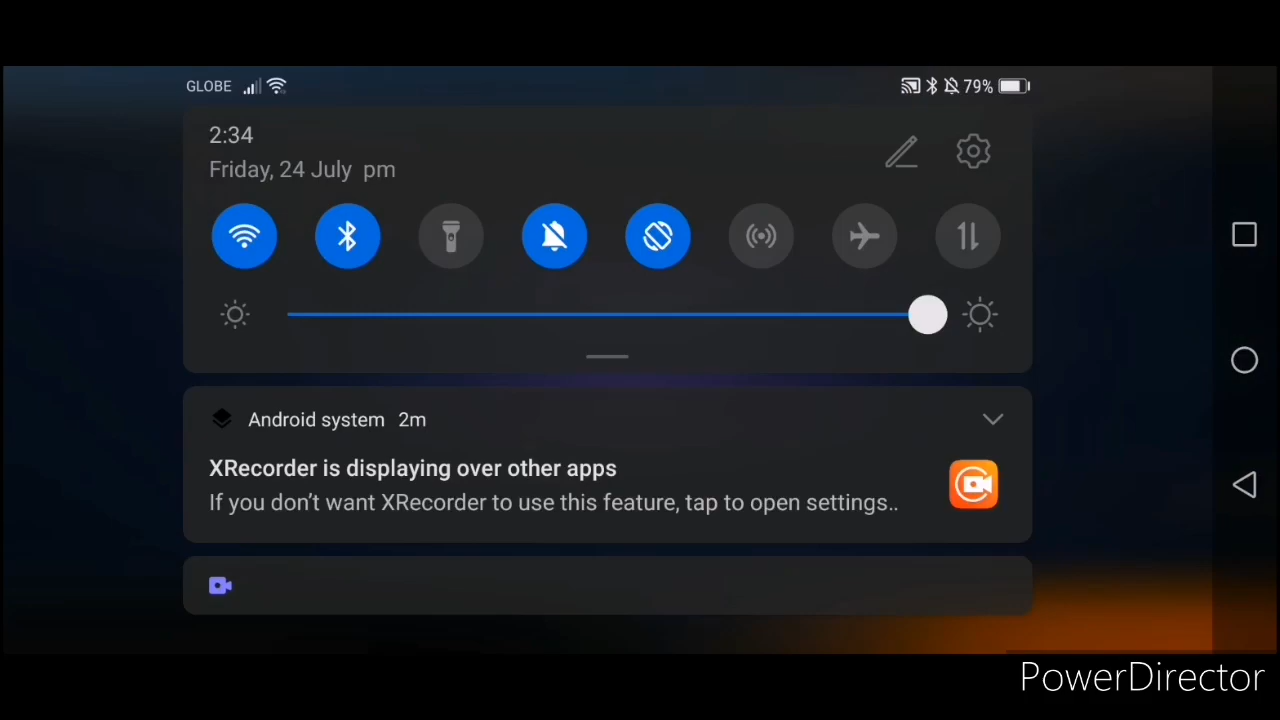 GLOBE
79%
2:34
Friday, 24 July pm
Android system 2m
XRecorder is displaying over other apps
If you don’t want XRecorder to use this feature, tap to open settings..
PowerDirector